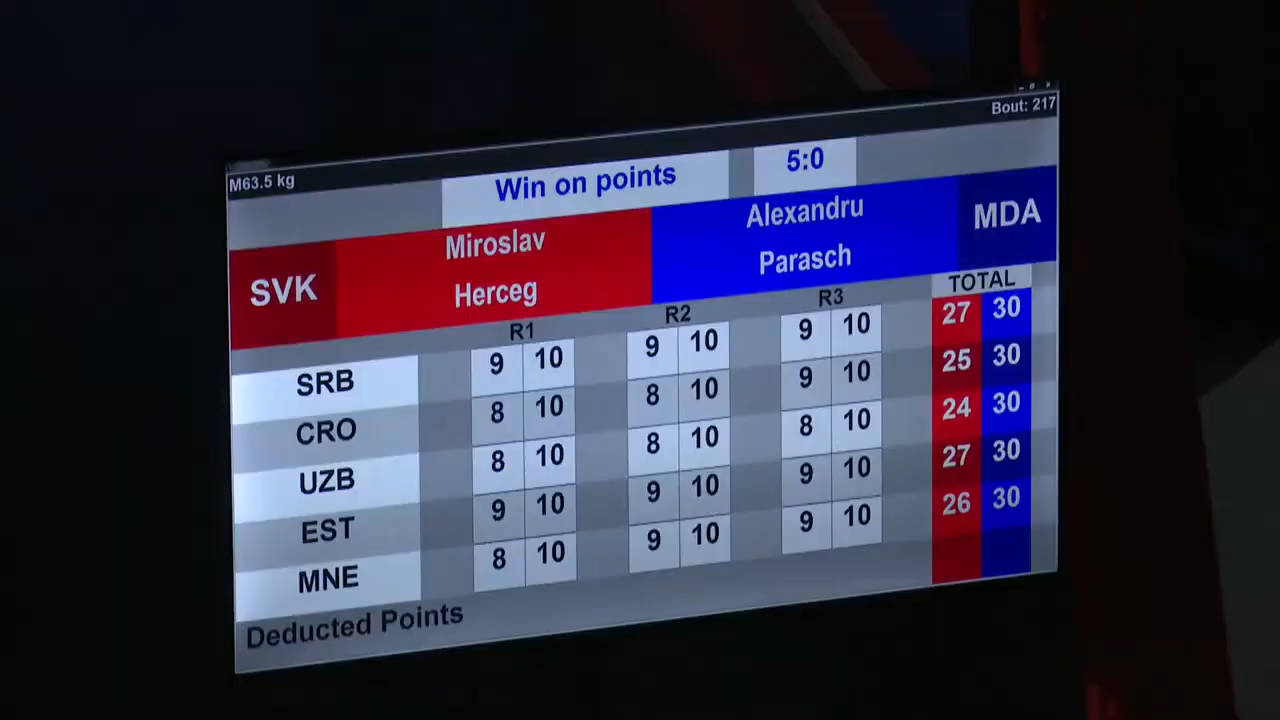 Bout: 217
M63.5 kg
Win on points 5:0
SVK Miroslav Herceg Alexandru Parasch MDA
R1 R2 R3 TOTAL
SRB 9 10 9 10 9 10 27 30
CRO 8 10 8 10 9 10 25 30
UZB 8 10 8 10 8 10 24 30
EST 9 10 9 10 9 10 27 30
MNE 8 10 9 10 9 10 26 30
Deducted Points